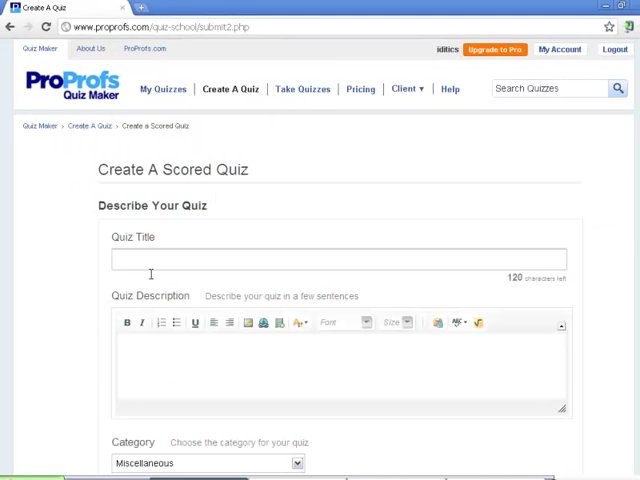 Create A Quiz
www.proprofs.com/quiz-school/submit2.php
Quiz Maker About Us ProProfs.com iditics Upgrade to Pro My Account Logout
ProProfs
Quiz Maker
My Quizzes Create A Quiz Take Quizzes Pricing Client ▾ Help Search Quizzes
Quiz Maker › Create A Quiz › Create a Scored Quiz
Create A Scored Quiz
Describe Your Quiz
Quiz Title
120 characters left
Quiz Description Describe your quiz in a few sentences
B I U Font Size ABC
Category Choose the category for your quiz
Miscellaneous